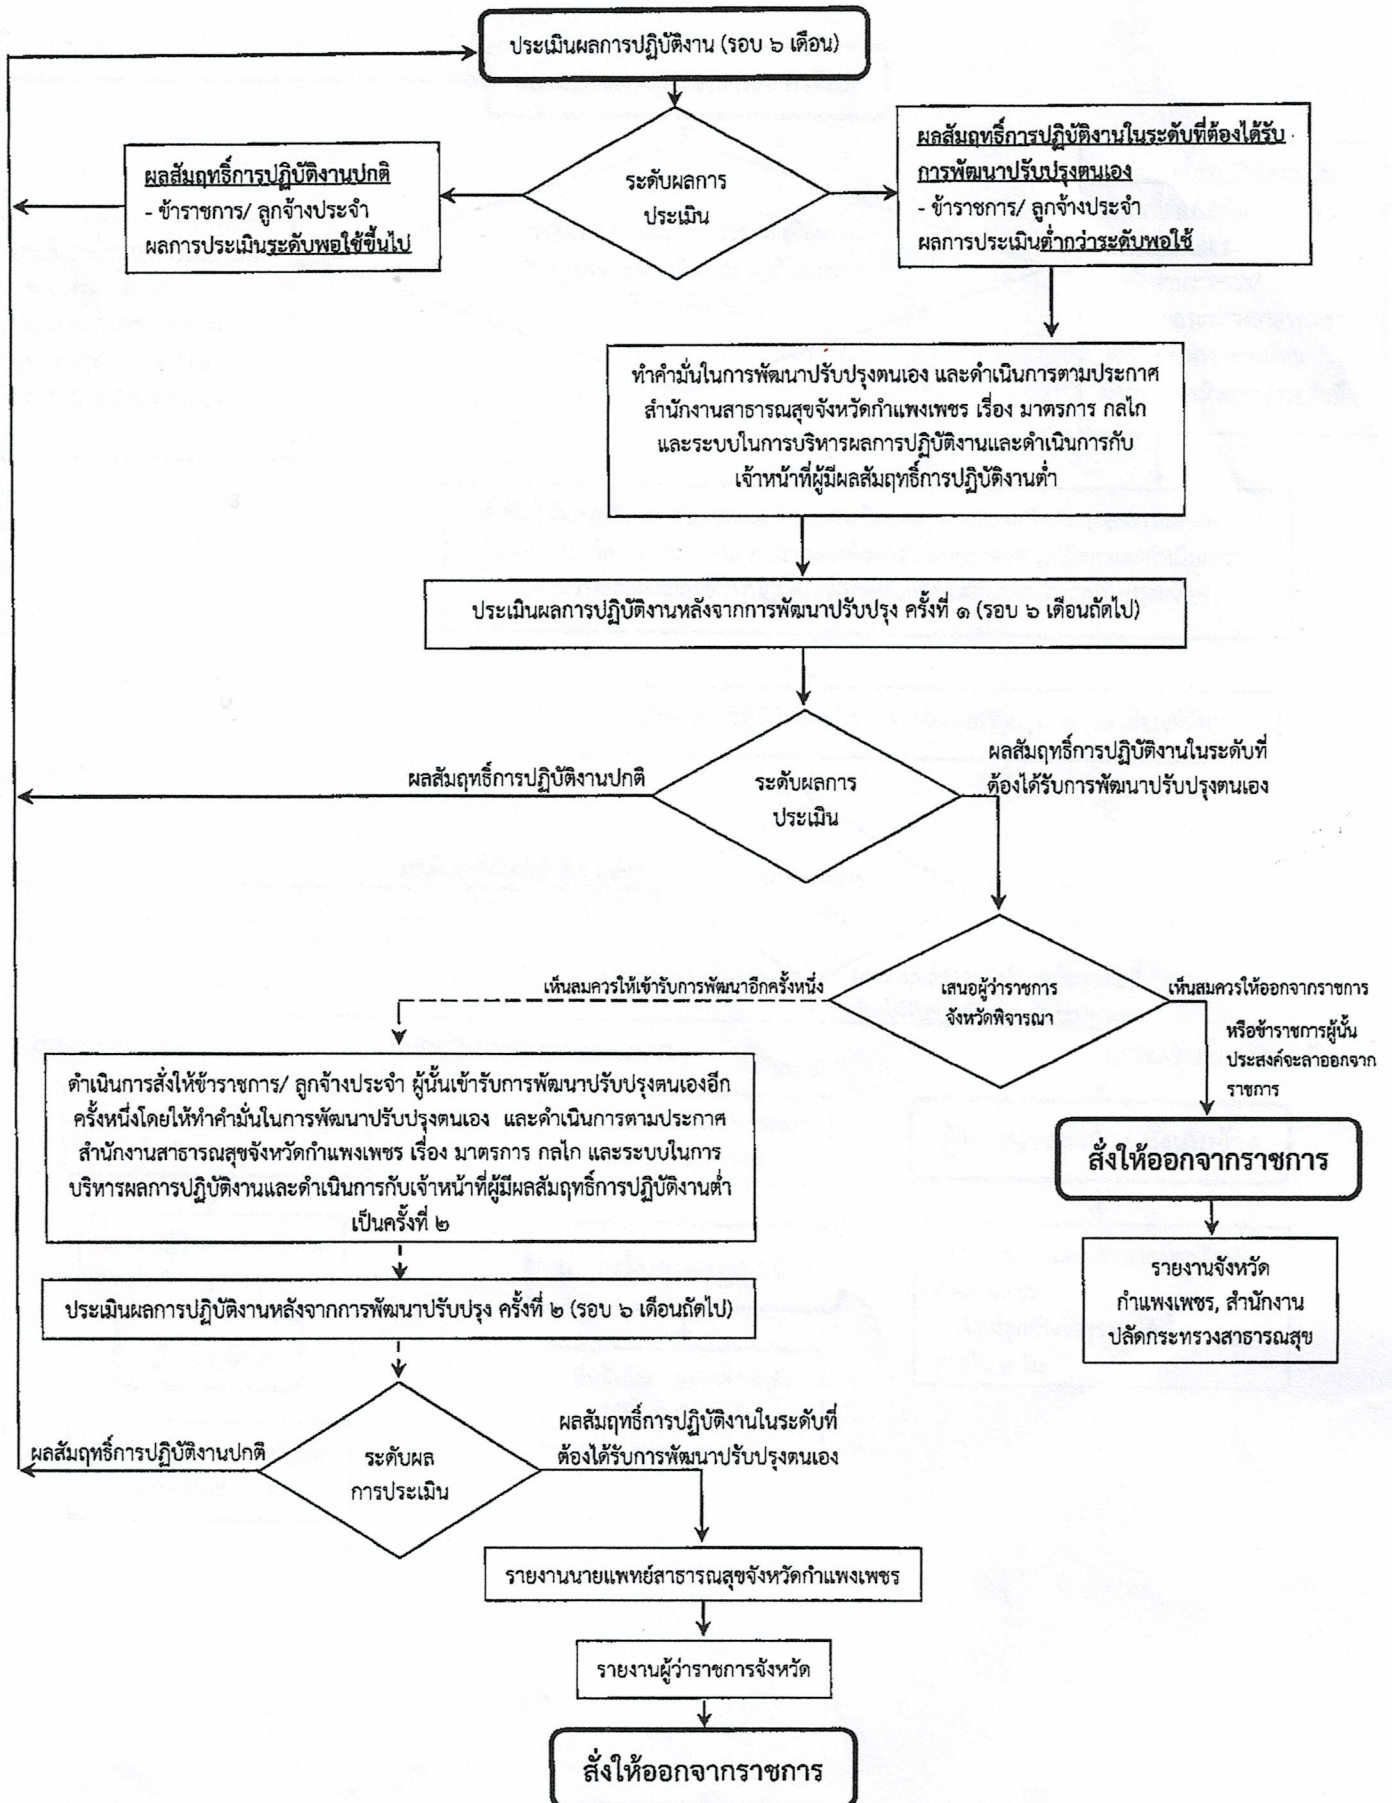 ประเมินผลการปฏิบัติงาน (รอบ ๖ เดือน)
ระดับผลการ
ประเมิน
ผลสัมฤทธิ์การปฏิบัติงานปกติ
- ข้าราชการ/ ลูกจ้างประจำ
ผลการประเมินระดับพอใช้ขึ้นไป
ผลสัมฤทธิ์การปฏิบัติงานในระดับที่ต้องได้รับ
การพัฒนาปรับปรุงตนเอง
- ข้าราชการ/ ลูกจ้างประจำ
ผลการประเมินต่ำกว่าระดับพอใช้
ทำคำมั่นในการพัฒนาปรับปรุงตนเอง และดำเนินการตามประกาศ
สำนักงานสาธารณสุขจังหวัดกำแพงเพชร เรื่อง มาตรการ กลไก
และระบบในการบริหารผลการปฏิบัติงานและดำเนินการกับ
เจ้าหน้าที่ผู้มีผลสัมฤทธิ์การปฏิบัติงานต่ำ
ประเมินผลการปฏิบัติงานหลังจากการพัฒนาปรับปรุง ครั้งที่ ๑ (รอบ ๖ เดือนถัดไป)
ผลสัมฤทธิ์การปฏิบัติงานปกติ
ระดับผลการ
ประเมิน
ผลสัมฤทธิ์การปฏิบัติงานในระดับที่
ต้องได้รับการพัฒนาปรับปรุงตนเอง
เห็นสมควรให้เข้ารับการพัฒนาอีกครั้งหนึ่ง
เสนอผู้ว่าราชการ
จังหวัดพิจารณา
เห็นสมควรให้ออกจากราชการ
หรือข้าราชการผู้นั้น
ประสงค์จะลาออกจาก
ราชการ
ดำเนินการสั่งให้ข้าราชการ/ ลูกจ้างประจำ ผู้นั้นเข้ารับการพัฒนาปรับปรุงตนเองอีก
ครั้งหนึ่งโดยให้ทำคำมั่นในการพัฒนาปรับปรุงตนเอง และดำเนินการตามประกาศ
สำนักงานสาธารณสุขจังหวัดกำแพงเพชร เรื่อง มาตรการ กลไก และระบบในการ
บริหารผลการปฏิบัติงานและดำเนินการกับเจ้าหน้าที่ผู้มีผลสัมฤทธิ์การปฏิบัติงานต่ำ
เป็นครั้งที่ ๒
สั่งให้ออกจากราชการ
รายงานจังหวัด
กำแพงเพชร, สำนักงาน
ปลัดกระทรวงสาธารณสุข
ประเมินผลการปฏิบัติงานหลังจากการพัฒนาปรับปรุง ครั้งที่ ๒ (รอบ ๖ เดือนถัดไป)
ผลสัมฤทธิ์การปฏิบัติงานปกติ
ระดับผล
การประเมิน
ผลสัมฤทธิ์การปฏิบัติงานในระดับที่
ต้องได้รับการพัฒนาปรับปรุงตนเอง
รายงานนายแพทย์สาธารณสุขจังหวัดกำแพงเพชร
รายงานผู้ว่าราชการจังหวัด
สั่งให้ออกจากราชการ